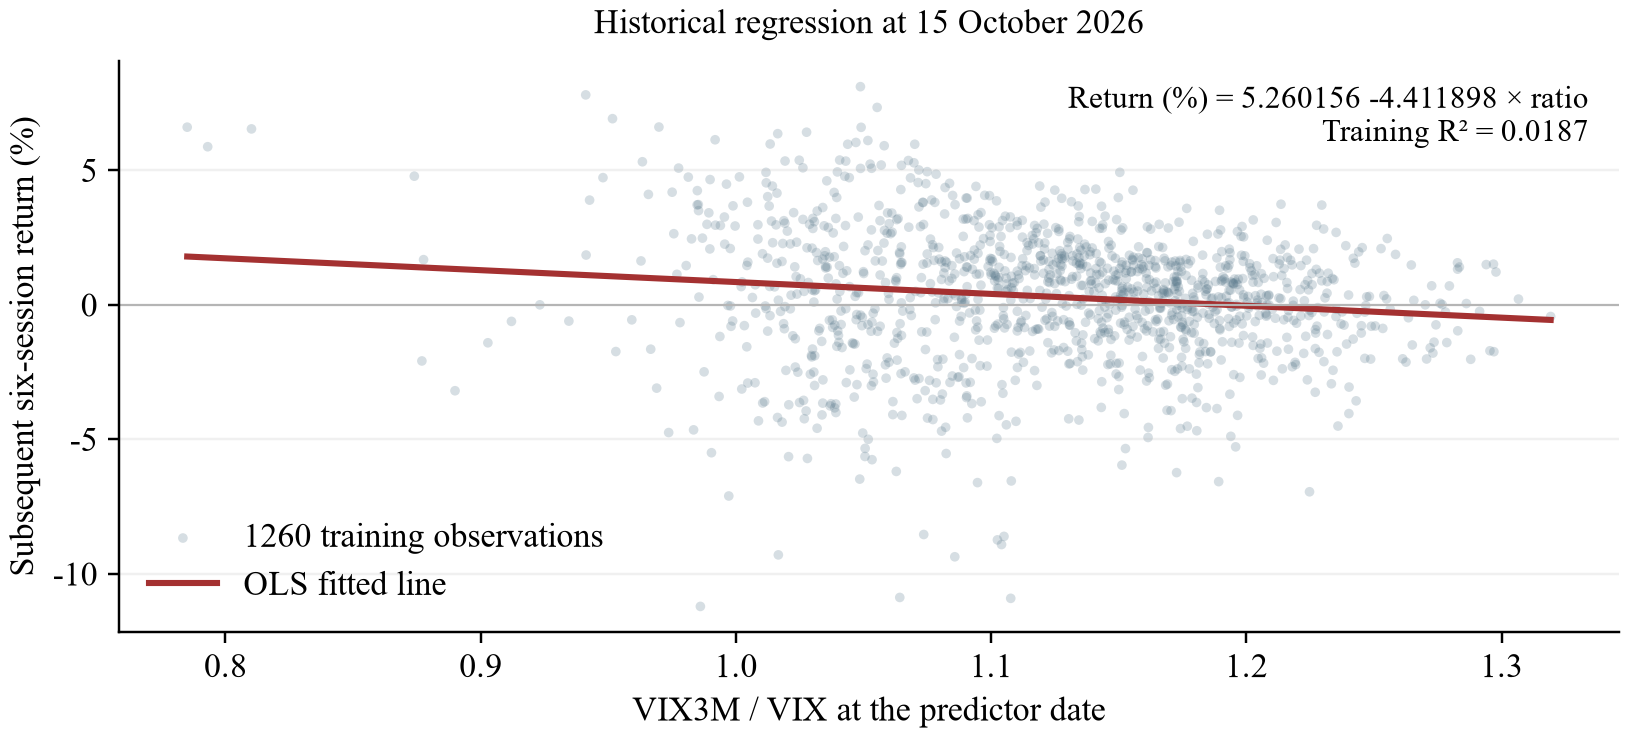 Historical regression at 15 October 2026
Return (%) = 5.260156 -4.411898 × ratio
Training R² = 0.0187
Subsequent six-session return (%)
5
0
-5
-10
1260 training observations
OLS fitted line
0.8 0.9 1.0 1.1 1.2 1.3
VIX3M / VIX at the predictor date